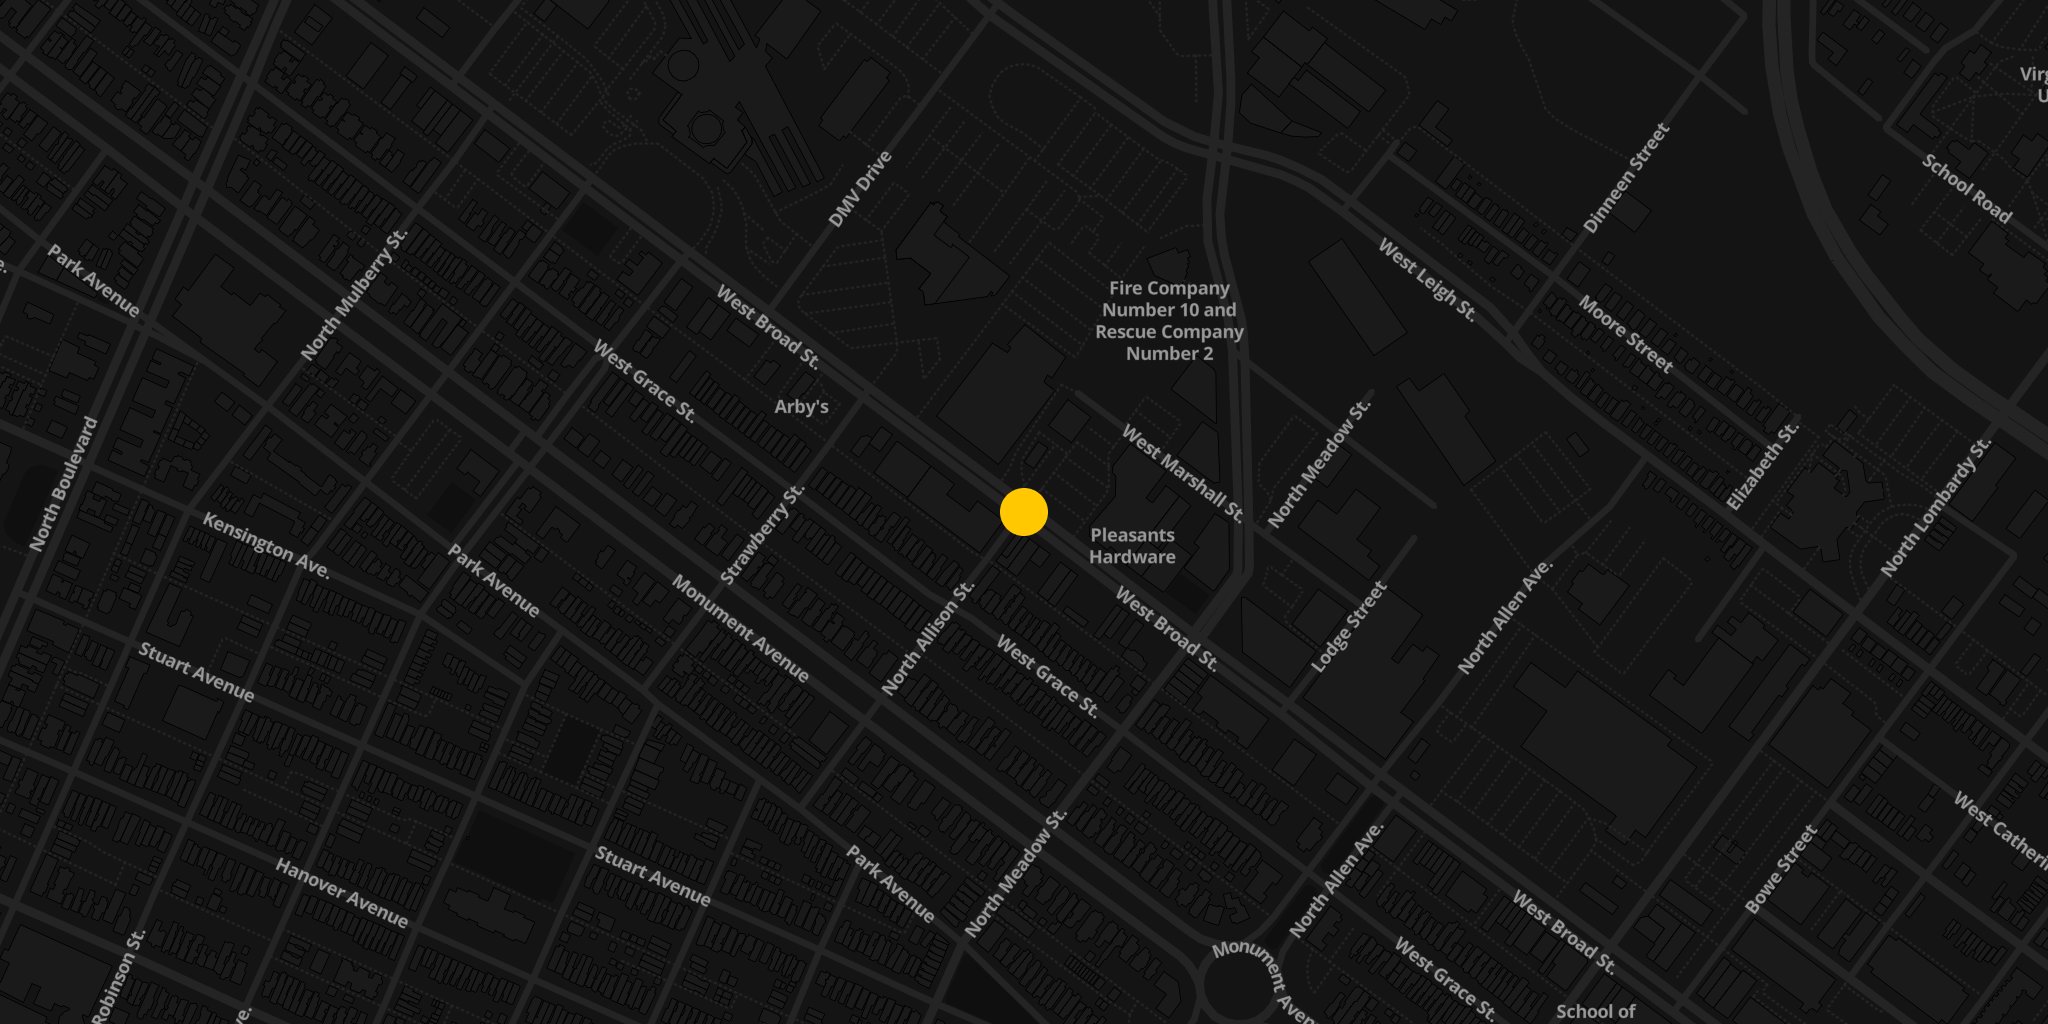 School Road
DMV Drive
Dinneen Street
Park Avenue
North Mulberry St.
West Broad St.
Fire Company
Number 10 and
Rescue Company
Number 2
West Leigh St.
Moore Street
West Grace St.
Arby's
North Boulevard
West Marshall St.
North Meadow St.
Elizabeth St.
North Lombardy St.
Kensington Ave.
Park Avenue
Strawberry St.
Monument Avenue
Pleasants
Hardware
North Allison St.
West Broad St.
Lodge Street
North Allen Ave.
Stuart Avenue
West Grace St.
Hanover Avenue
Stuart Avenue
Park Avenue
North Meadow St.
North Allen Ave.
Bowe Street
West
West Broad St.
Robinson St.
Monument
West Grace St.
School of